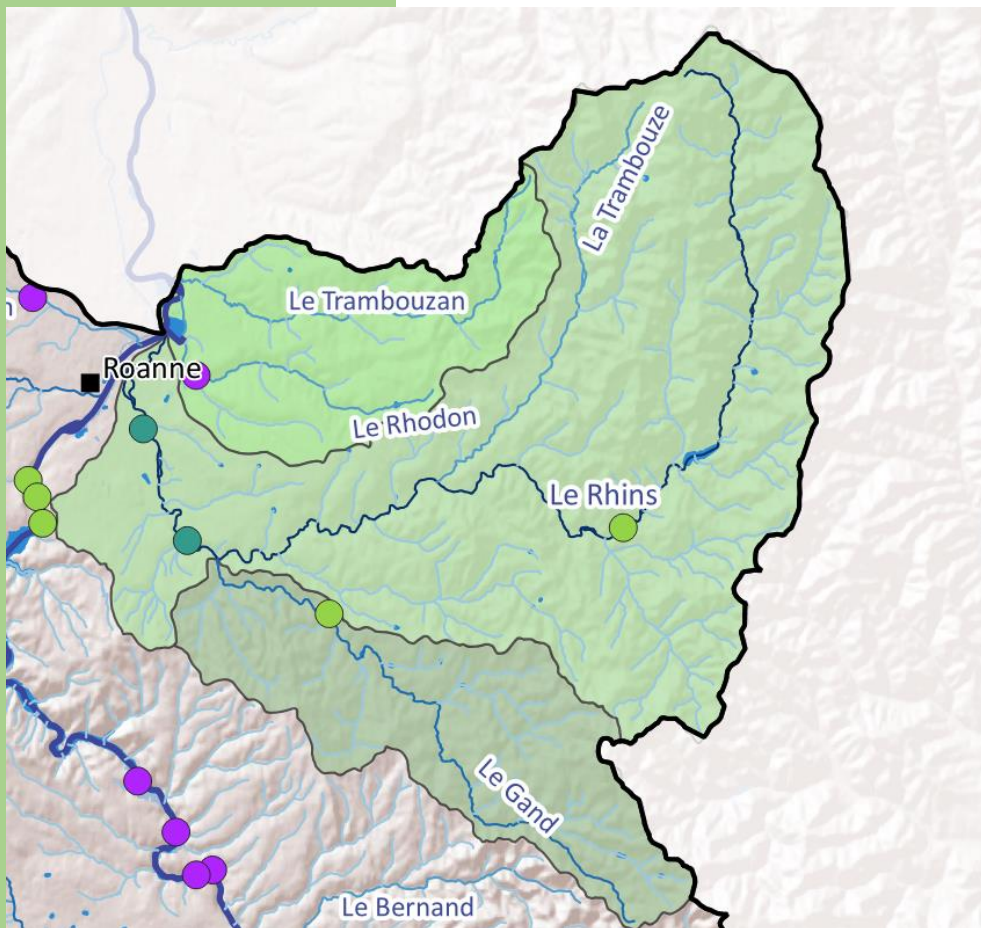 La Trambouze
Le Trambouzan
n
Roanne
Le Rhodon
Le Rhins
Le Gand
Le Bernand